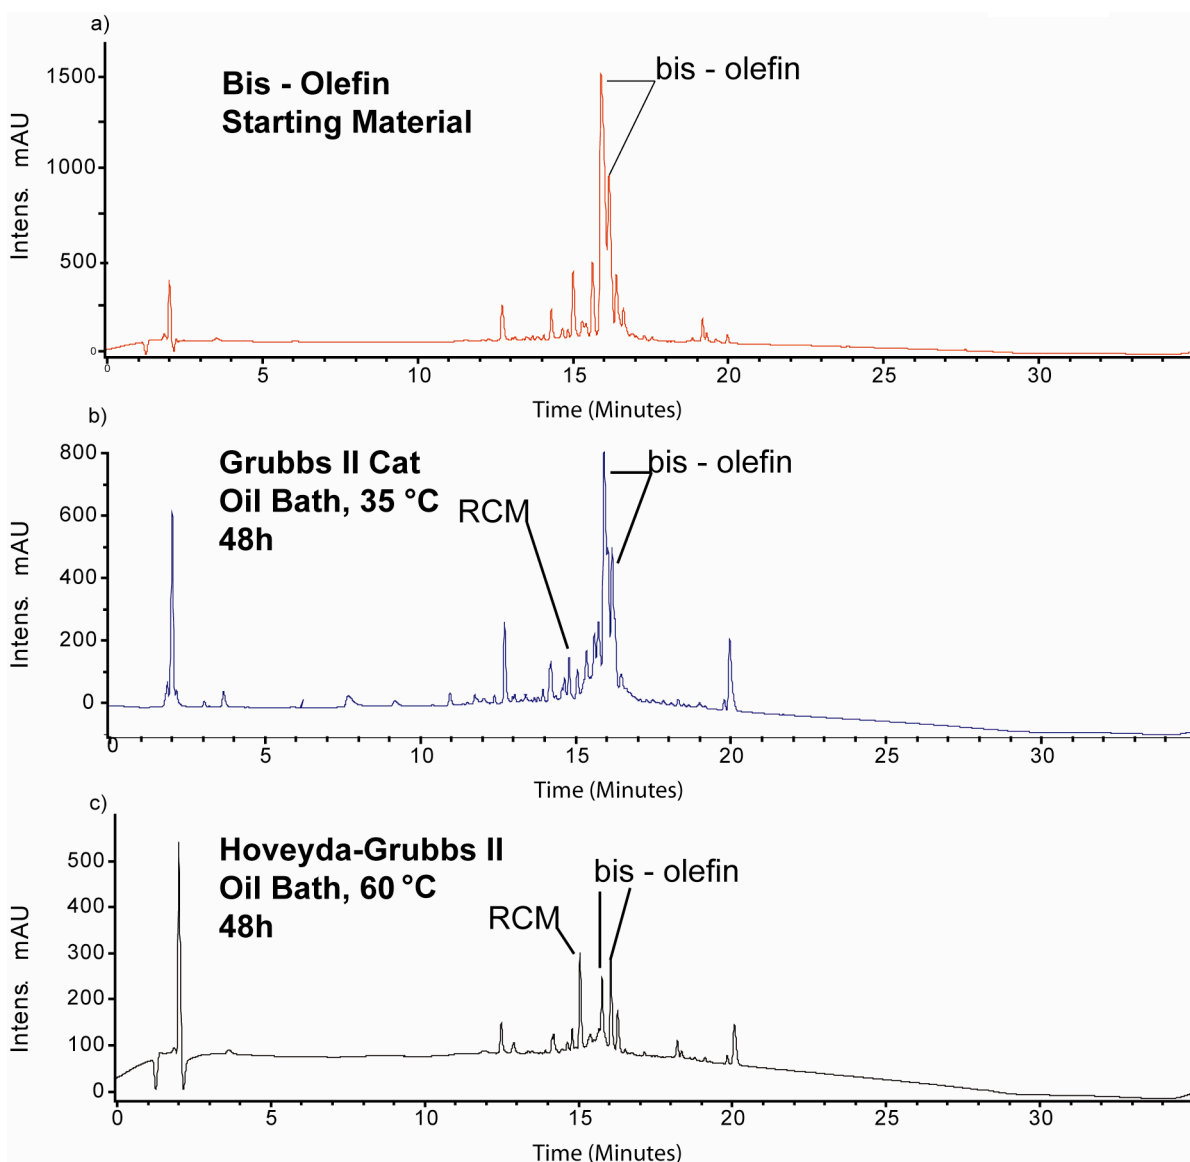 a)
Bis - Olefin
Starting Material
bis - olefin
Intens. mAU
1500
1000
500
0
0 5 10 15 20 25 30
Time (Minutes)
b)
Grubbs II Cat
Oil Bath, 35 °C
48h
RCM
bis - olefin
Intens. mAU
800
600
400
200
0
0 5 10 15 20 25 30
Time (Minutes)
c)
Hoveyda-Grubbs II
Oil Bath, 60 °C
48h
RCM
bis - olefin
Intens. mAU
500
400
300
200
100
0
0 5 10 15 20 25 30
Time (Minutes)